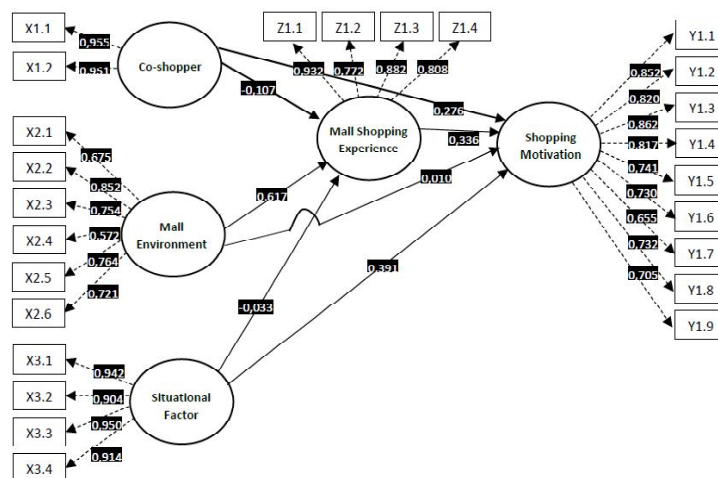 X1.1
X1.2
0,955
0,951
Co-shopper
Z1.1
Z1.2
Z1.3
Z1.4
0,932
0,772
0,882
0,808
-0,107
0,276
Mall Shopping
Experience
0,336
Shopping
Motivation
Y1.1
Y1.2
Y1.3
Y1.4
Y1.5
Y1.6
Y1.7
Y1.8
Y1.9
0,852
0,820
0,862
0,817
0,741
0,730
0,655
0,732
0,705
X2.1
X2.2
X2.3
X2.4
X2.5
X2.6
0,675
0,852
0,754
0,572
0,764
0,721
Mall
Environment
0,617
0,010
-0,033
0,391
X3.1
X3.2
X3.3
X3.4
0,942
0,904
0,950
0,914
Situational
Factor